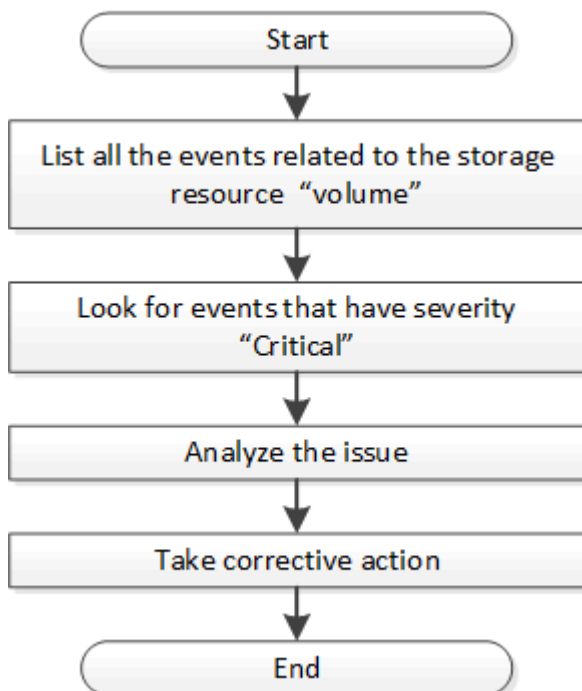 Start
List all the events related to the storage
resource “volume”
Look for events that have severity
“Critical”
Analyze the issue
Take corrective action
End